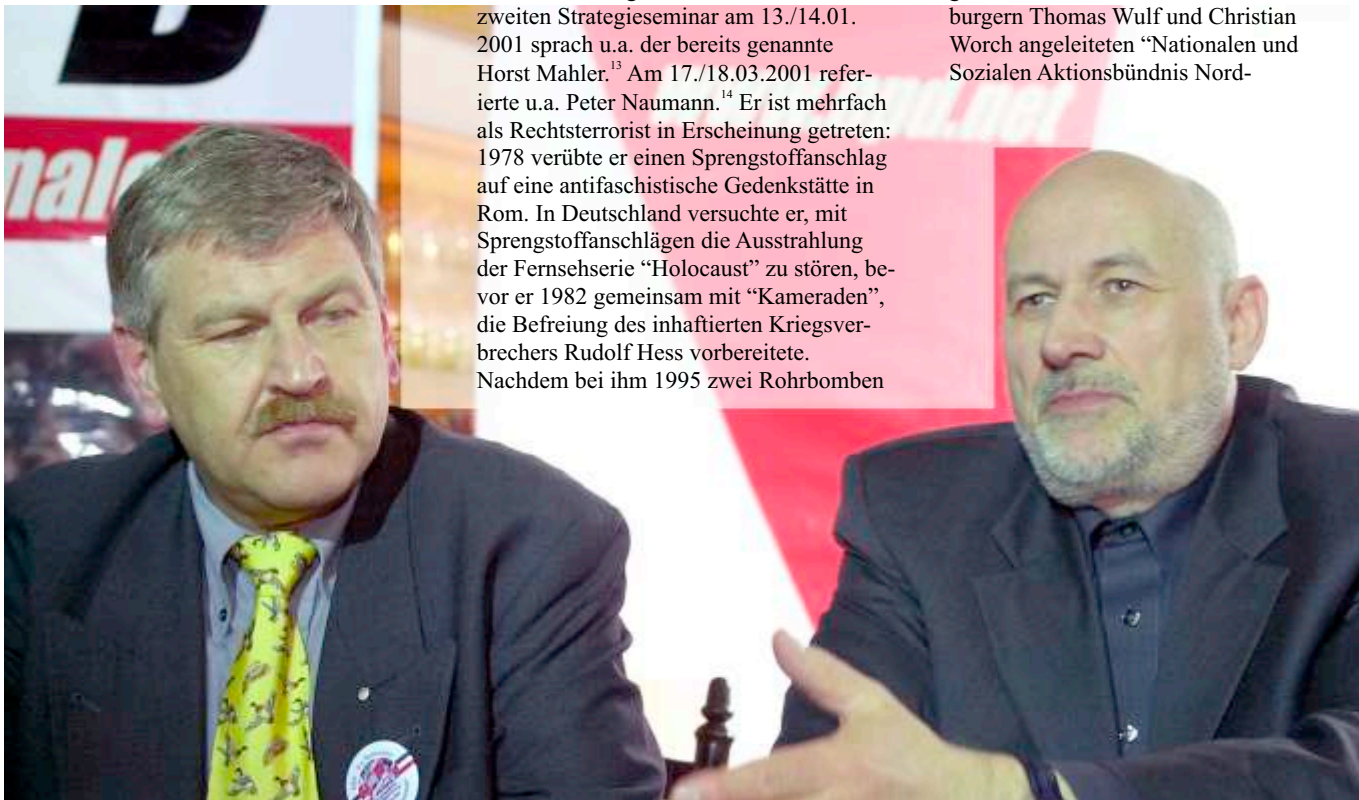 zweiten Strategieseminar am 13./14.01.
2001 sprach u.a. der bereits genannte
Horst Mahler.¹³ Am 17./18.03.2001 refer-
ierte u.a. Peter Naumann.¹⁴ Er ist mehrfach
als Rechtsterrorist in Erscheinung getreten:
1978 verübte er einen Sprengstoffanschlag
auf eine antifaschistische Gedenkstätte in
Rom. In Deutschland versuchte er, mit
Sprengstoffanschlägen die Ausstrahlung
der Fernsehserie “Holocaust” zu stören, be-
vor er 1982 gemeinsam mit “Kameraden”,
die Befreiung des inhaftierten Kriegsver-
brechers Rudolf Hess vorbereitete.
Nachdem bei ihm 1995 zwei Rohrbomben
burgern Thomas Wulf und Christian
Worch angeleiteten “Nationalen und
Sozialen Aktionsbündnis Nord-